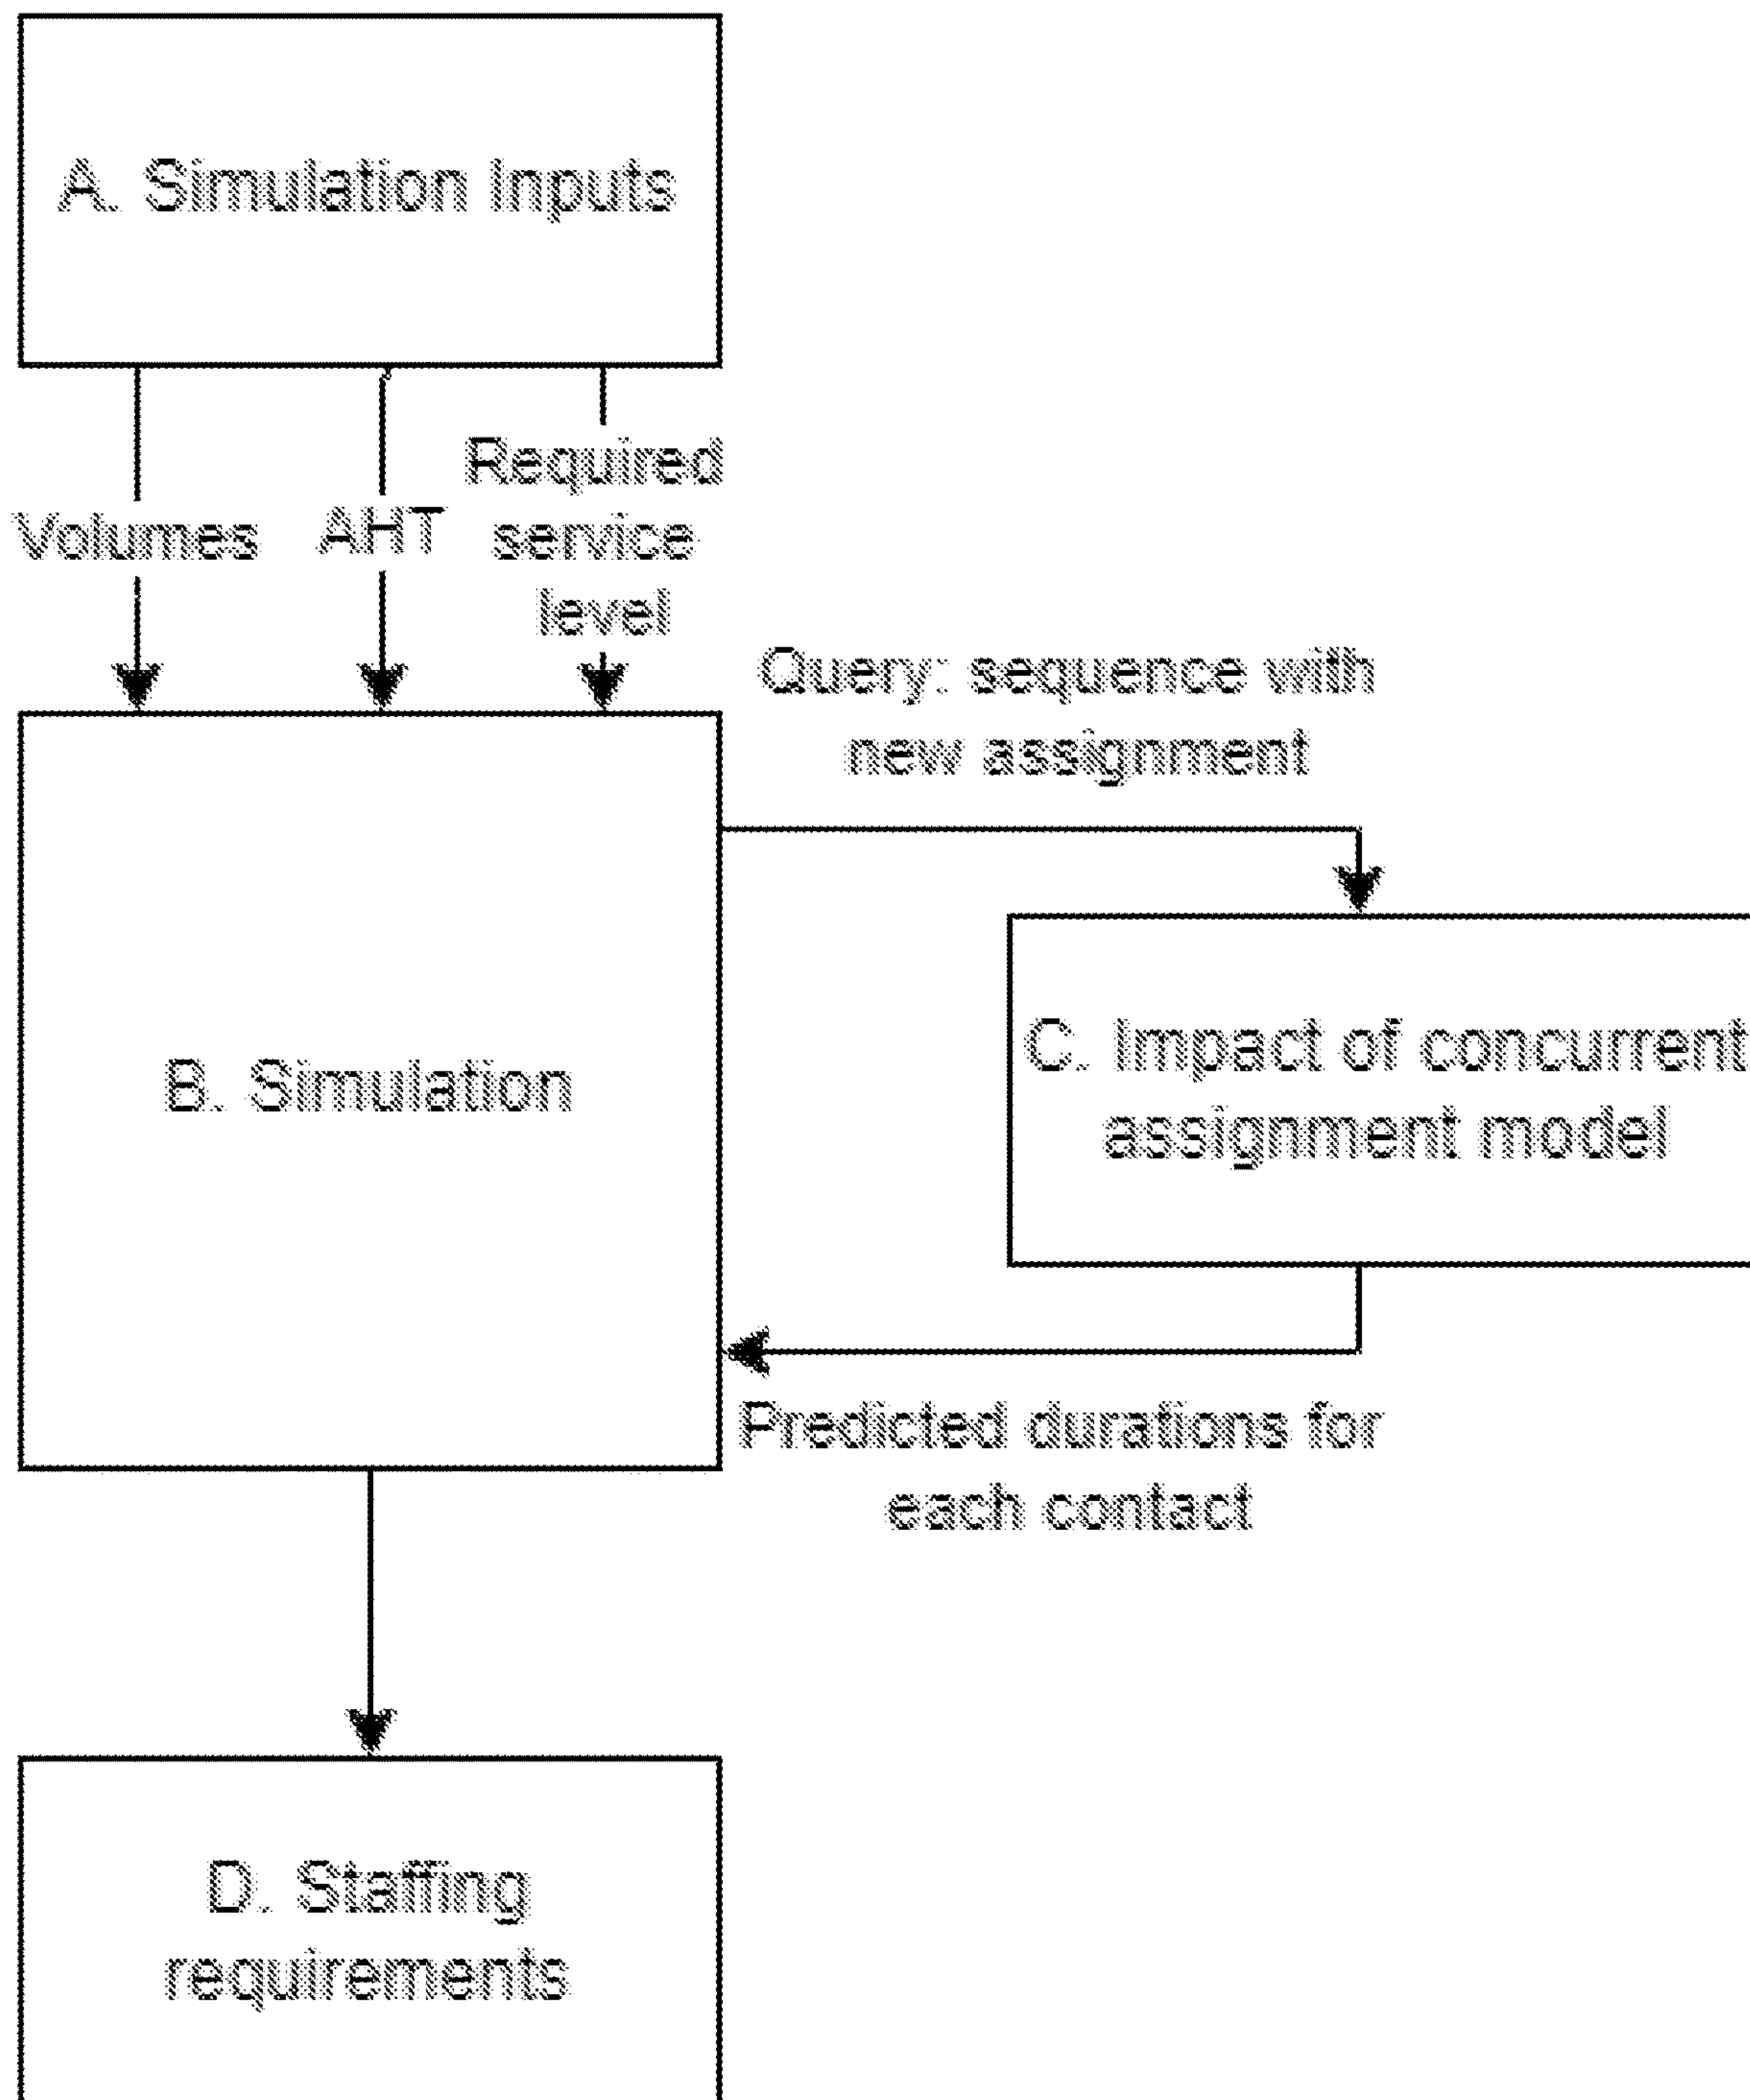 A. Simulation Inputs
Volumes
AHT
Required
service
level
Query: sequence with
new assignment
B. Simulation
C. Impact of concurrent
assignment model
Predicted durations for
each contact
D. Staffing
requirements